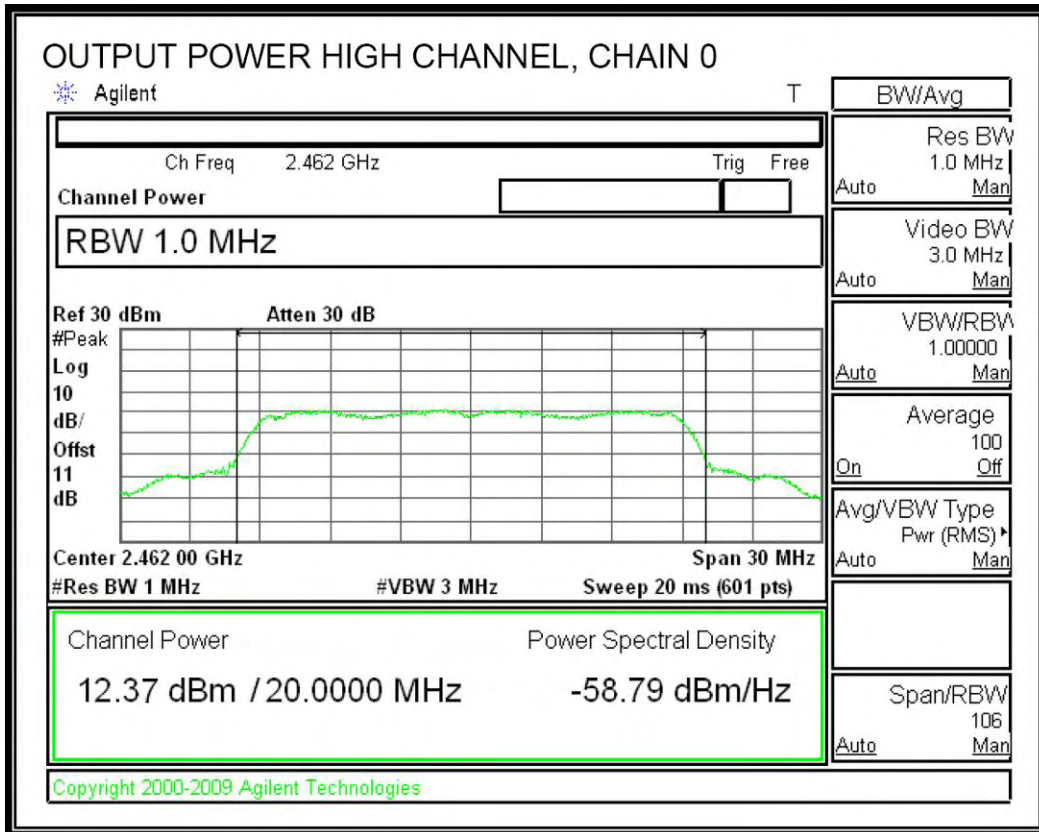 OUTPUT POWER HIGH CHANNEL, CHAIN 0
Agilent T
Ch Freq 2.462 GHz Trig Free
Channel Power
RBW 1.0 MHz
Ref 30 dBm Atten 30 dB
#Peak
Log
10
dB/
Offst
11
dB
Center 2.462 00 GHz Span 30 MHz
#Res BW 1 MHz #VBW 3 MHz Sweep 20 ms (601 pts)
Channel Power Power Spectral Density
12.37 dBm / 20.0000 MHz -58.79 dBm/Hz
Copyright 2000-2009 Agilent Technologies
BW/Avg
Res BW
1.0 MHz
Auto Man
Video BW
3.0 MHz
Auto Man
VBW/RBW
1.00000
Auto Man
Average
100
On Off
Avg/VBW Type
Pwr (RMS)
Auto Man
Span/RBW
106
Auto Man